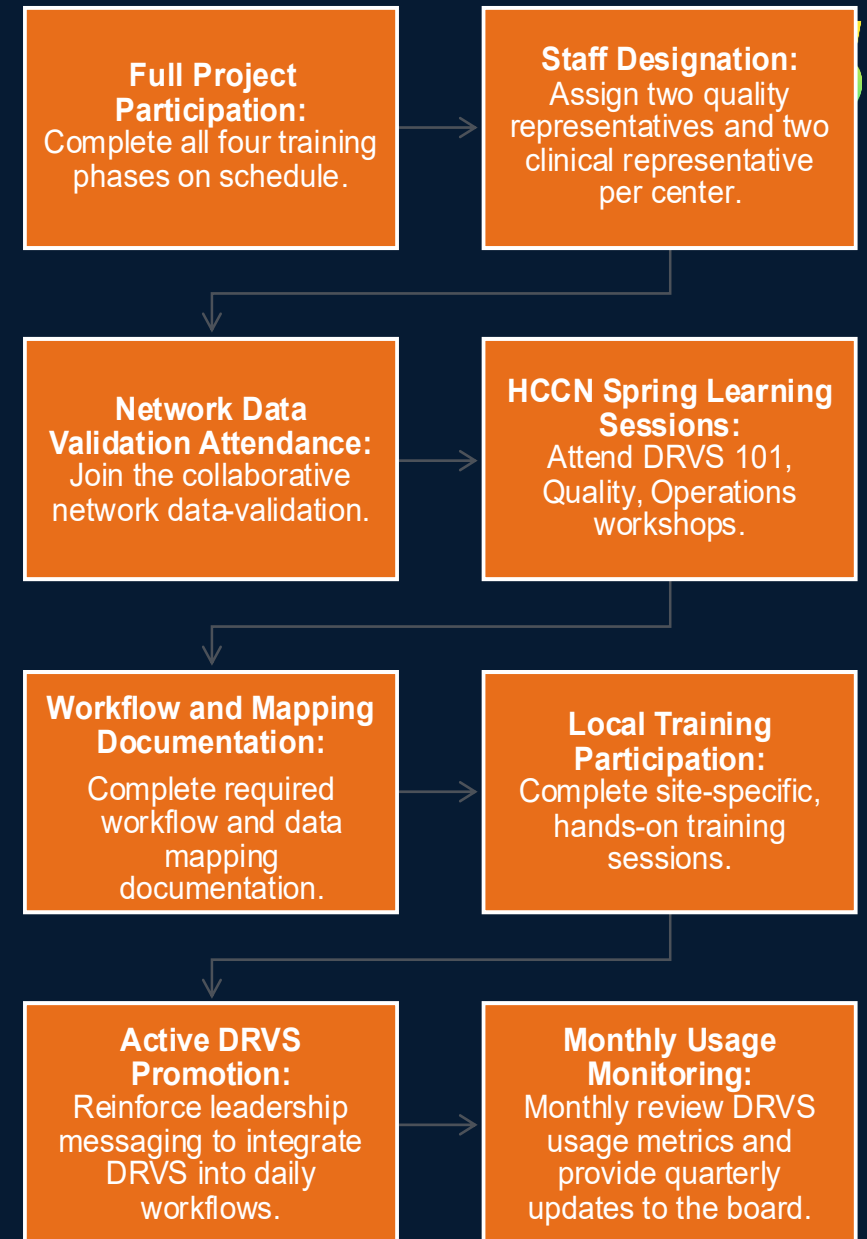 Full Project
Participation:
Complete all four training
phases on schedule.
Staff Designation:
Assign two quality
representatives and two
clinical representative
per center.
Network Data
Validation Attendance:
Join the collaborative
network data-validation.
HCCN Spring Learning
Sessions:
Attend DRVS 101,
Quality, Operations
workshops.
Workflow and Mapping
Documentation:
Complete required
workflow and data
mapping
documentation.
Local Training
Participation:
Complete site-specific,
hands-on training
sessions.
Active DRVS
Promotion:
Reinforce leadership
messaging to integrate
DRVS into daily
workflows.
Monthly Usage
Monitoring:
Monthly review DRVS
usage metrics and
provide quarterly
updates to the board.